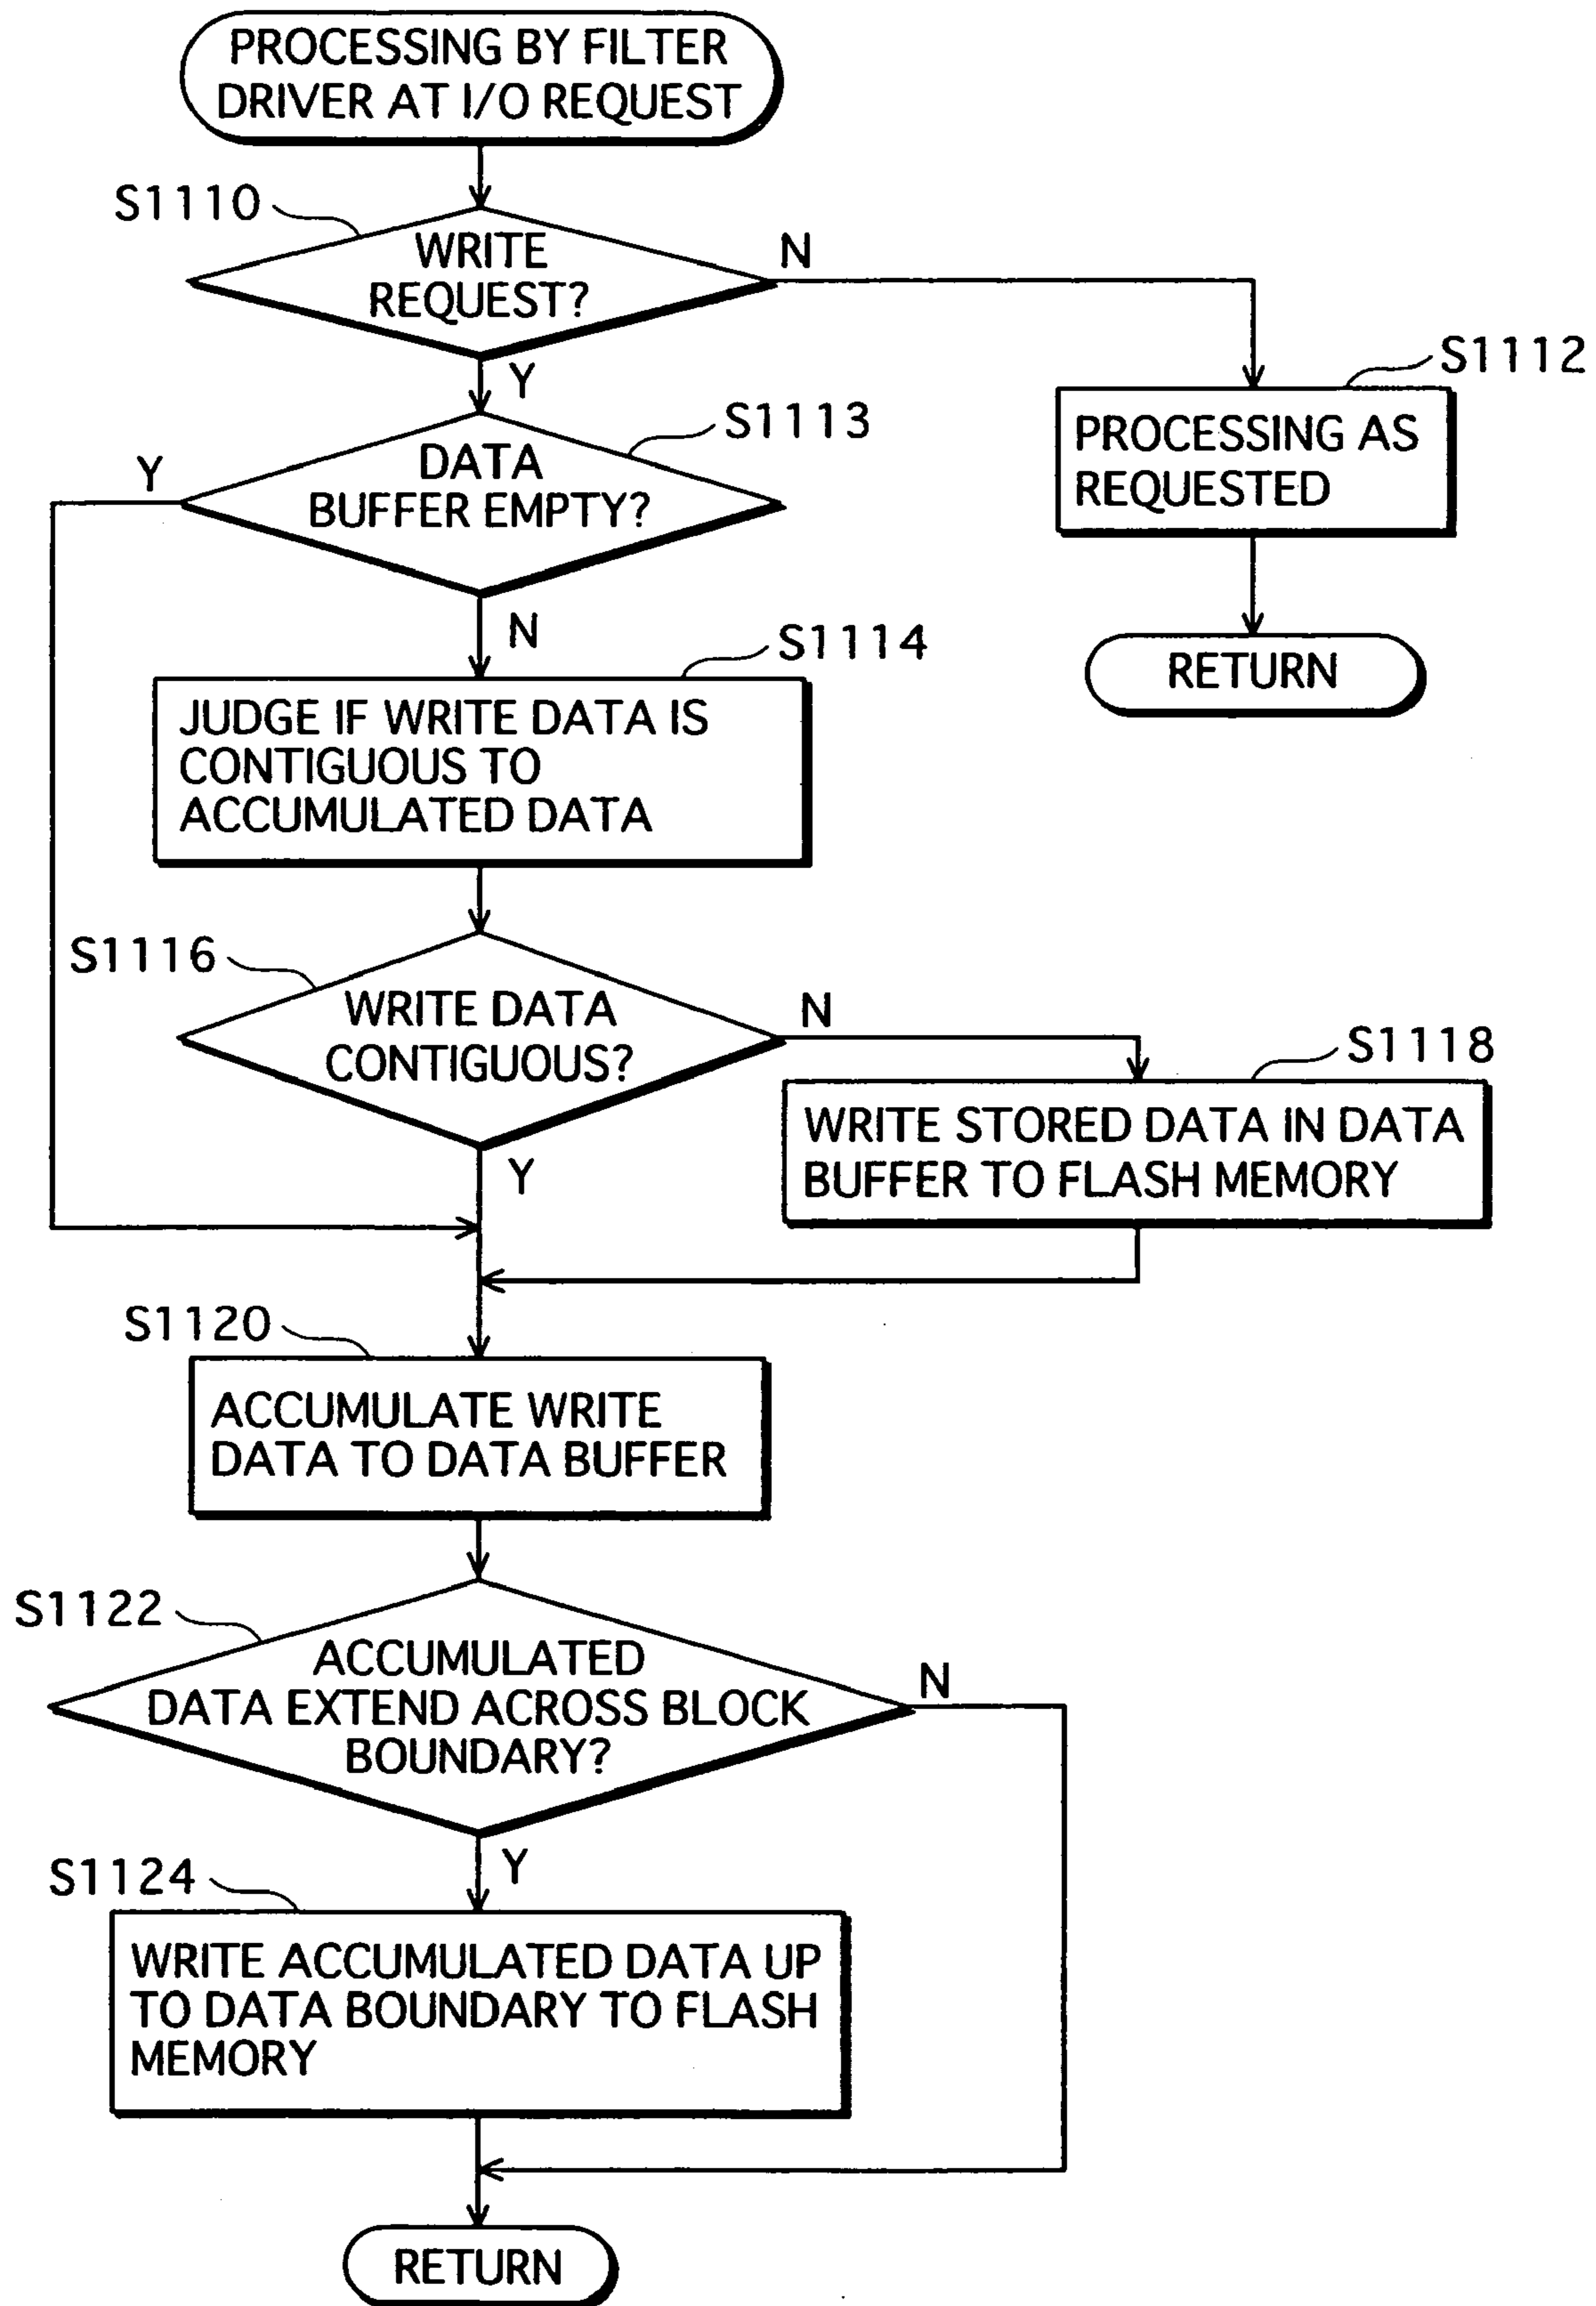 PROCESSING BY FILTER
DRIVER AT I/O REQUEST
S1110
WRITE
REQUEST?
N
Y
S1112
PROCESSING AS
REQUESTED
RETURN
S1113
DATA
BUFFER EMPTY?
Y
N
S1114
JUDGE IF WRITE DATA IS
CONTIGUOUS TO
ACCUMULATED DATA
S1116
WRITE DATA
CONTIGUOUS?
N
Y
S1118
WRITE STORED DATA IN DATA
BUFFER TO FLASH MEMORY
S1120
ACCUMULATE WRITE
DATA TO DATA BUFFER
S1122
ACCUMULATED
DATA EXTEND ACROSS BLOCK
BOUNDARY?
N
Y
S1124
WRITE ACCUMULATED DATA UP
TO DATA BOUNDARY TO FLASH
MEMORY
RETURN